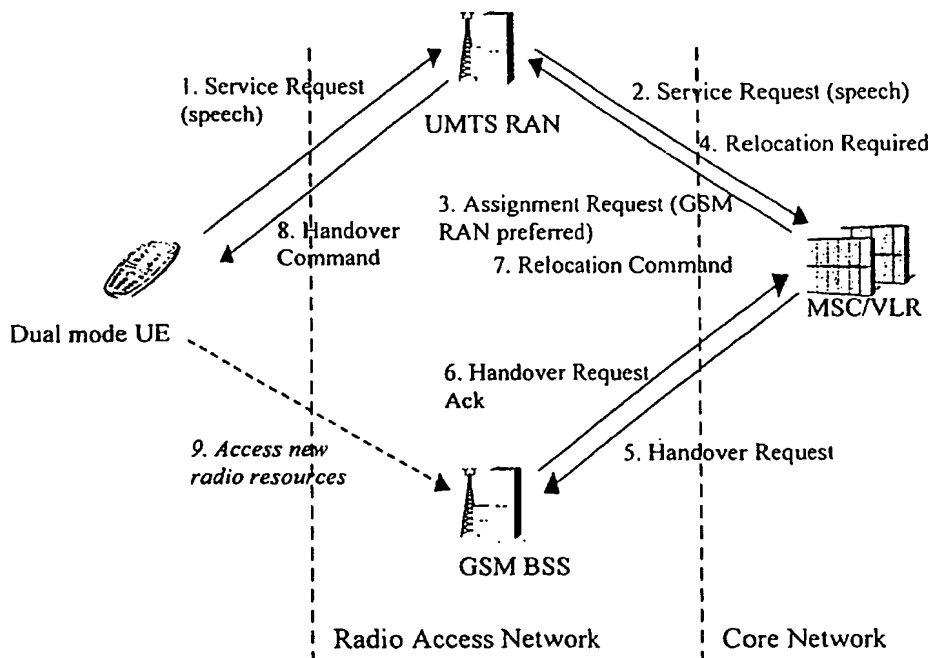 1. Service Request
(speech)
UMTS RAN
2. Service Request (speech)
4. Relocation Required
3. Assignment Request (GSM
RAN preferred)
8. Handover
Command
7. Relocation Command
MSC/VLR
Dual mode UE
6. Handover Request
Ack
9. Access new
radio resources
5. Handover Request
GSM BSS
Radio Access Network
Core Network